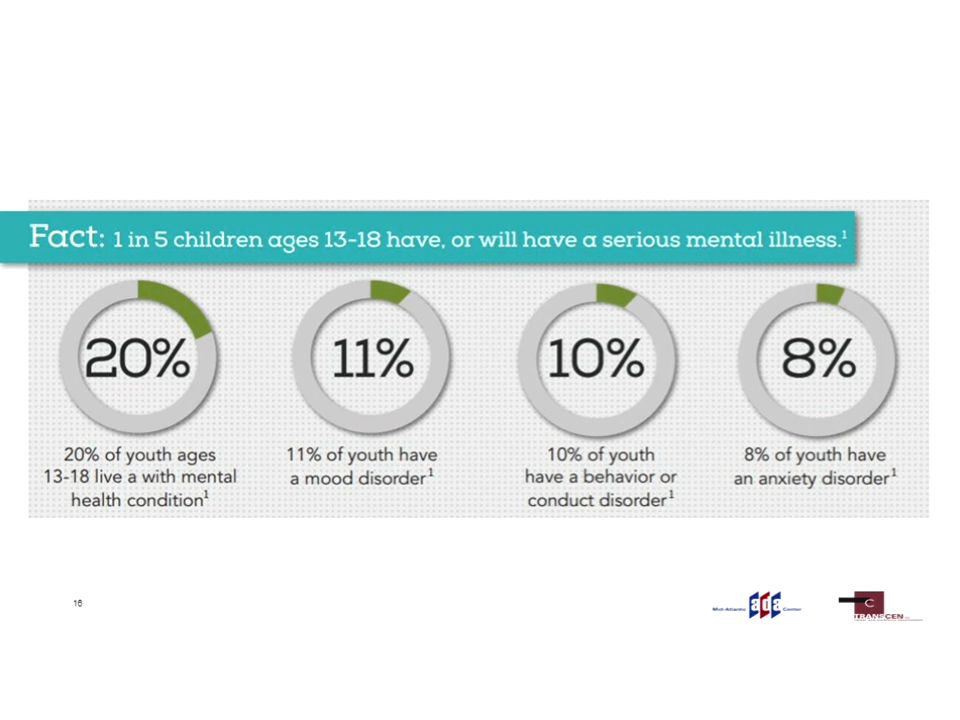 Fact: 1 in 5 children ages 13-18 have, or will have a serious mental illness.1
20%
11%
10%
8%
20% of youth ages
13-18 live a with mental
health condition1
11% of youth have
a mood disorder1
10% of youth
have a behavior or
conduct disorder1
8% of youth have
an anxiety disorder1
16
Mid-Atlantic ada Center
C
TRANSCEN